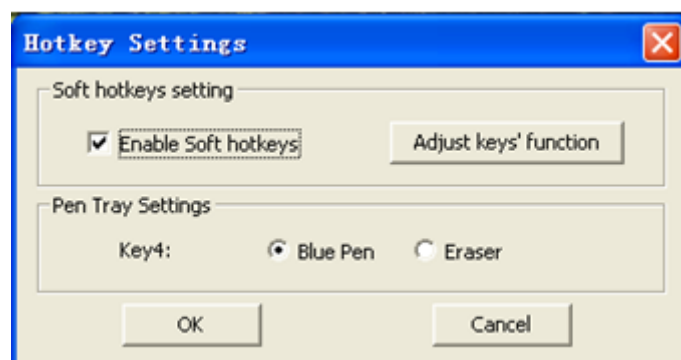 Hotkey Settings
Soft hotkeys setting
Enable Soft hotkeys Adjust keys' function
Pen Tray Settings
Key4: Blue Pen Eraser
OK Cancel